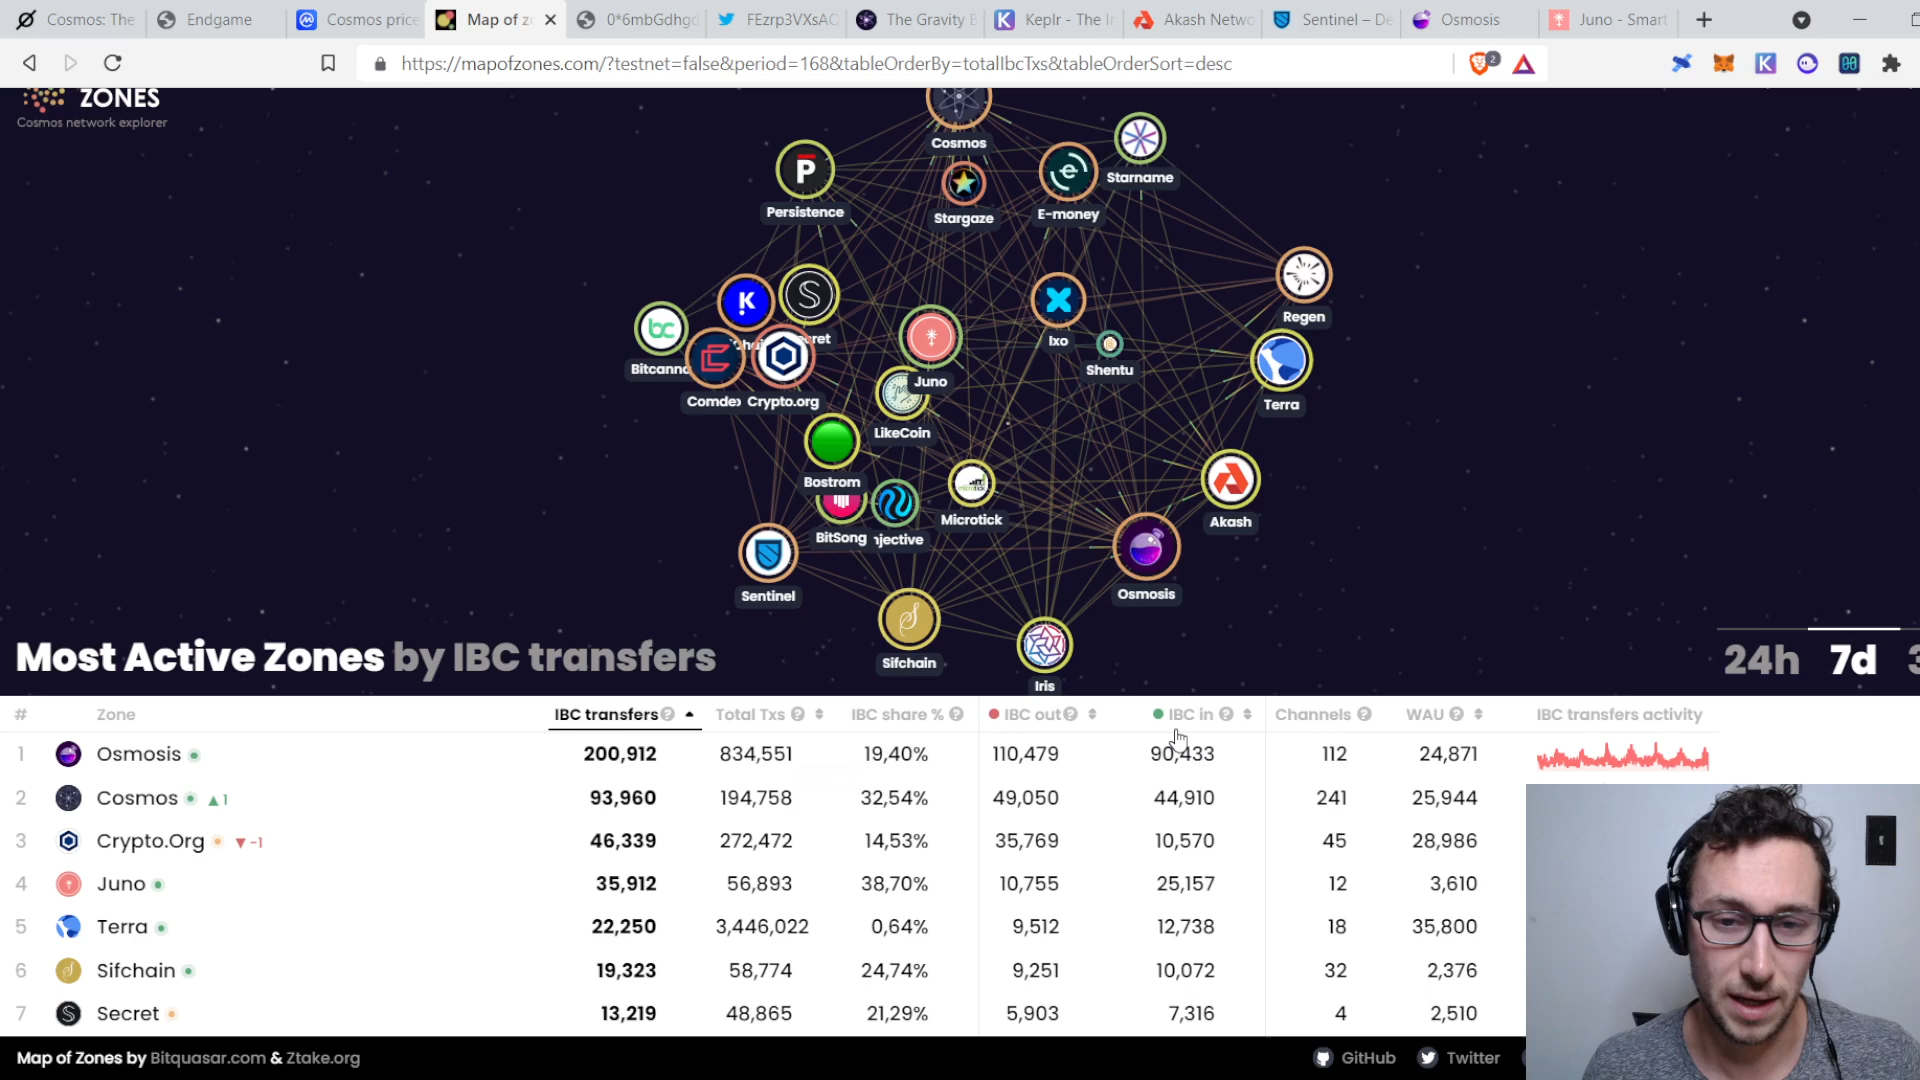 Cosmos: The
Endgame
Cosmos price
Map of z
0*6mbGdhgd
FEzrp3VXsAC
The Gravity B
Keplr - The I
Akash Netwo
Sentinel – De
Osmosis
Juno - Smart
https://mapofzones.com/?testnet=false&period=168&tableOrderBy=totalIbcTxs&tableOrderSort=desc
2
ZONES
Cosmos network explorer
Cosmos
Starname
Persistence
Stargaze
E-money
Regen
Bitcanna
Ixo
Shentu
Juno
Comdex
Crypto.org
Terra
LikeCoin
Bostrom
Microtick
Akash
BitSong
njective
Sentinel
Osmosis
Sifchain
Iris
Most Active Zones by IBC transfers
24h 7d 3
# Zone IBC transfers Total Txs IBC share % IBC out IBC in Channels WAU IBC transfers activity
1 Osmosis 200,912 834,551 19,40% 110,479 90,433 112 24,871
2 Cosmos 1 93,960 194,758 32,54% 49,050 44,910 241 25,944
3 Crypto.Org -1 46,339 272,472 14,53% 35,769 10,570 45 28,986
4 Juno 35,912 56,893 38,70% 10,755 25,157 12 3,610
5 Terra 22,250 3,446,022 0,64% 9,512 12,738 18 35,800
6 Sifchain 19,323 58,774 24,74% 9,251 10,072 32 2,376
7 Secret 13,219 48,865 21,29% 5,903 7,316 4 2,510
Map of Zones by Bitquasar.com & Ztake.org
GitHub
Twitter